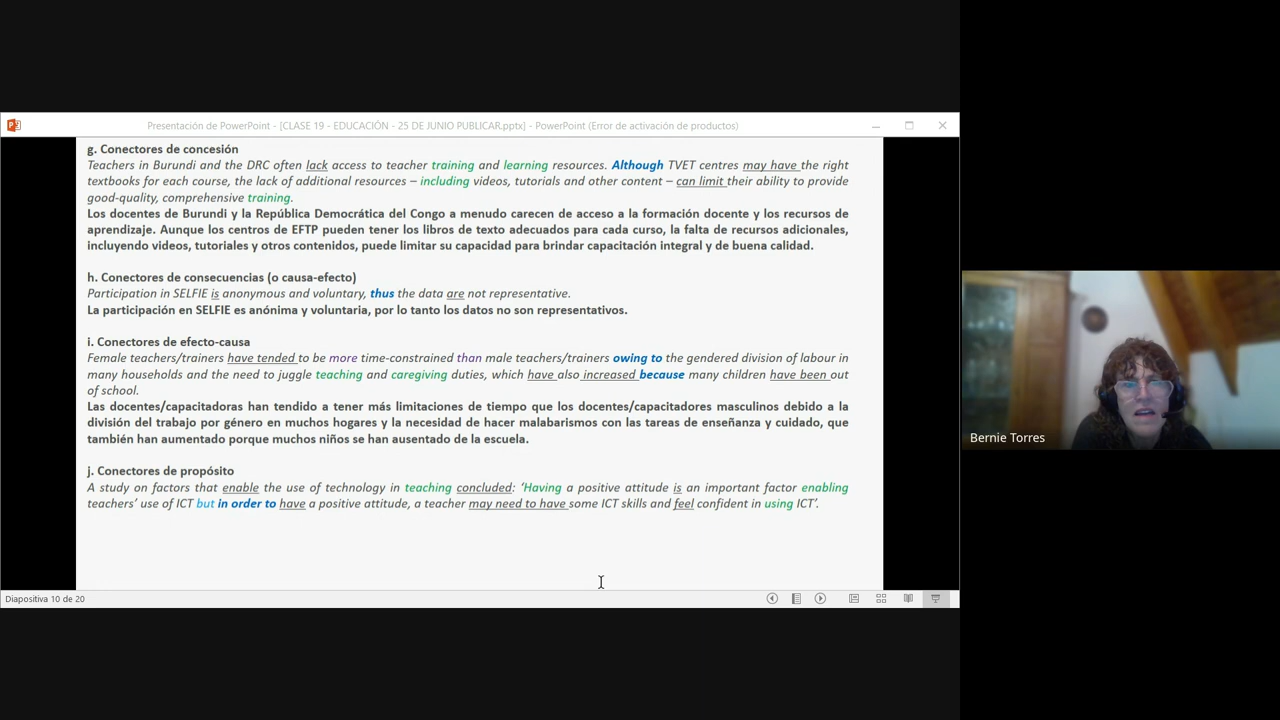 Presentación de PowerPoint - [CLASE 19 - EDUCACIÓN - 25 DE JUNIO PUBLICAR.pptx] - PowerPoint (Error de activación de productos)
g. Conectores de concesión
Teachers in Burundi and the DRC often lack access to teacher training and learning resources. Although TVET centres may have the right
textbooks for each course, the lack of additional resources – including videos, tutorials and other content – can limit their ability to provide
good-quality, comprehensive training.
Los docentes de Burundi y la República Democrática del Congo a menudo carecen de acceso a la formación docente y los recursos de
aprendizaje. Aunque los centros de EFTP pueden tener los libros de texto adecuados para cada curso, la falta de recursos adicionales,
incluyendo videos, tutoriales y otros contenidos, puede limitar su capacidad para brindar capacitación integral y de buena calidad.
h. Conectores de consecuencias (o causa-efecto)
Participation in SELFIE is anonymous and voluntary, thus the data are not representative.
La participación en SELFIE es anónima y voluntaria, por lo tanto los datos no son representativos.
i. Conectores de efecto-causa
Female teachers/trainers have tended to be more time-constrained than male teachers/trainers owing to the gendered division of labour in
many households and the need to juggle teaching and caregiving duties, which have also increased because many children have been out
of school.
Las docentes/capacitadoras han tendido a tener más limitaciones de tiempo que los docentes/capacitadores masculinos debido a la
división del trabajo por género en muchos hogares y la necesidad de hacer malabarismos con las tareas de enseñanza y cuidado, que
también han aumentado porque muchos niños se han ausentado de la escuela.
j. Conectores de propósito
A study on factors that enable the use of technology in teaching concluded: ‘Having a positive attitude is an important factor enabling
teachers’ use of ICT but in order to have a positive attitude, a teacher may need to have some ICT skills and feel confident in using ICT’.
Diapositiva 10 de 20
Bernie Torres